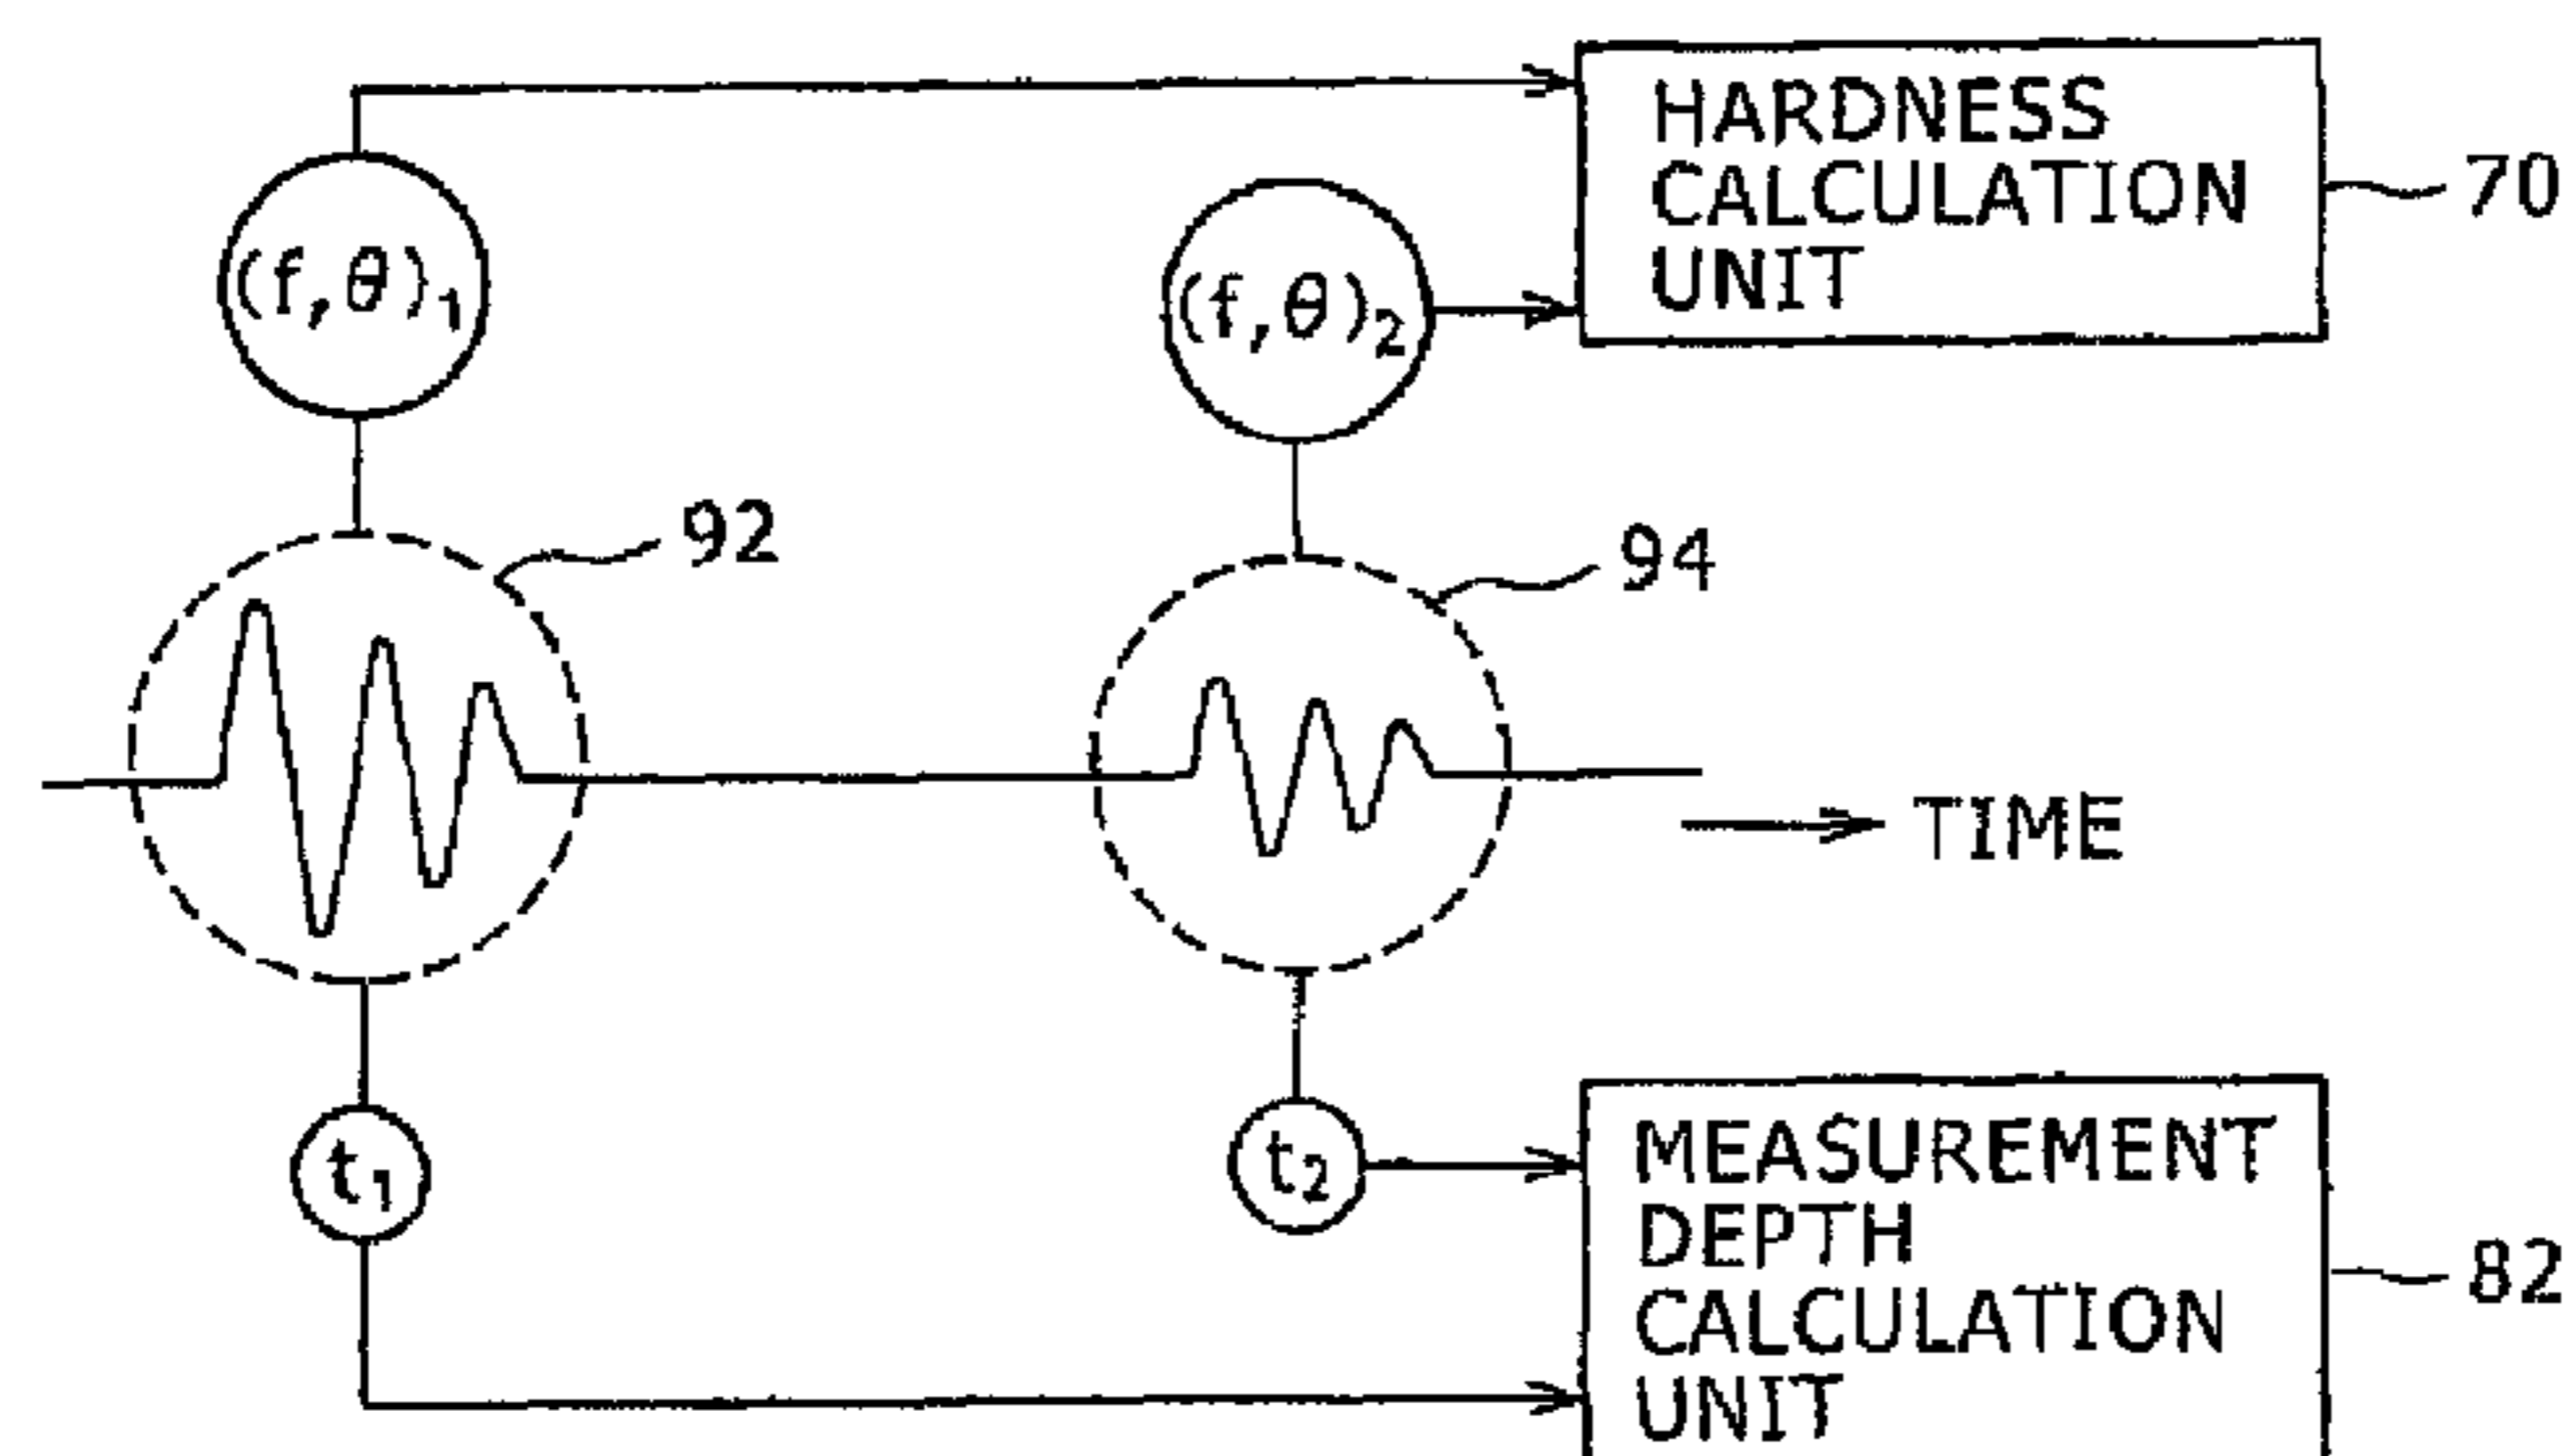 HARDNESS
CALCULATION
UNIT
70
(f,θ)₁
(f,θ)₂
92
94
TIME
t₁
t₂
MEASUREMENT
DEPTH
CALCULATION
UNIT
82